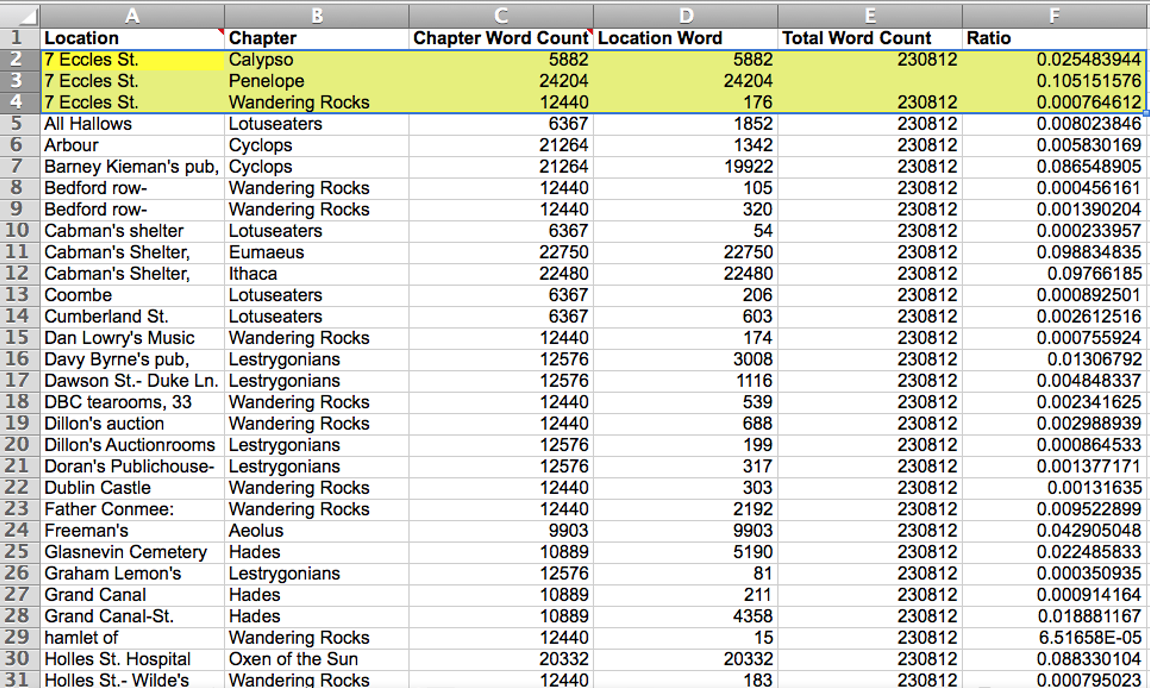 A B C D E F
1 Location Chapter Chapter Word Count Location Word Total Word Count Ratio
2 7 Eccles St. Calypso 5882 5882 230812 0.025483944
3 7 Eccles St. Penelope 24204 24204 0.105151576
4 7 Eccles St. Wandering Rocks 12440 176 230812 0.000764612
5 All Hallows Lotuseaters 6367 1852 230812 0.008023846
6 Arbour Cyclops 21264 1342 230812 0.005830169
7 Barney Kieman's pub, Cyclops 21264 19922 230812 0.086548905
8 Bedford row- Wandering Rocks 12440 105 230812 0.000456161
9 Bedford row- Wandering Rocks 12440 320 230812 0.001390204
10 Cabman's shelter Lotuseaters 6367 54 230812 0.000233957
11 Cabman's Shelter, Eumaeus 22750 22750 230812 0.098834835
12 Cabman's Shelter, Ithaca 22480 22480 230812 0.09766185
13 Coombe Lotuseaters 6367 206 230812 0.000892501
14 Cumberland St. Lotuseaters 6367 603 230812 0.002612516
15 Dan Lowry's Music Wandering Rocks 12440 174 230812 0.000755924
16 Davy Byrne's pub, Lestrygonians 12576 3008 230812 0.01306792
17 Dawson St.- Duke Ln. Lestrygonians 12576 1116 230812 0.004848337
18 DBC tearooms, 33 Wandering Rocks 12440 539 230812 0.002341625
19 Dillon's auction Wandering Rocks 12440 688 230812 0.002988939
20 Dillon's Auctionrooms Lestrygonians 12576 199 230812 0.000864533
21 Doran's Publichouse- Lestrygonians 12576 317 230812 0.001377171
22 Dublin Castle Wandering Rocks 12440 303 230812 0.00131635
23 Father Conmee: Wandering Rocks 12440 2192 230812 0.009522899
24 Freeman's Aeolus 9903 9903 230812 0.042905048
25 Glasnevin Cemetery Hades 10889 5190 230812 0.022485833
26 Graham Lemon's Lestrygonians 12576 81 230812 0.000350935
27 Grand Canal Hades 10889 211 230812 0.000914164
28 Grand Canal-St. Hades 10889 4358 230812 0.018881167
29 hamlet of Wandering Rocks 12440 15 230812 6.51658E-05
30 Holles St. Hospital Oxen of the Sun 20332 20332 230812 0.088330104
31 Holles St.- Wilde's Wandering Rocks 12440 183 230812 0.000795023